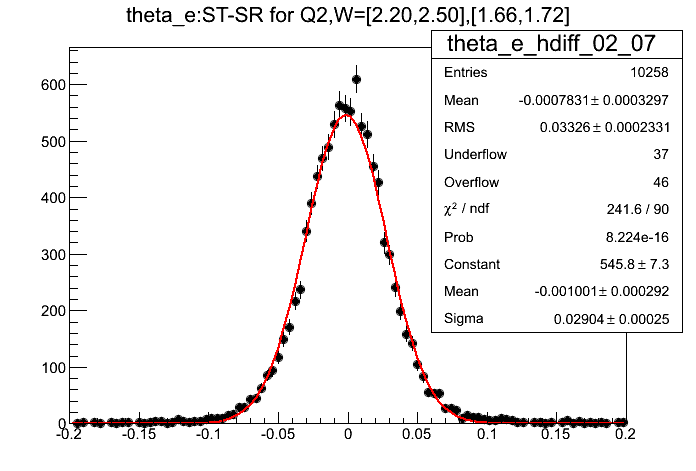 theta_e:ST-SR for Q2,W=[2.20,2.50],[1.66,1.72]
theta_e_hdiff_02_07
Entries 10258
Mean -0.0007831 ± 0.0003297
RMS 0.03326 ± 0.0002331
Underflow 37
Overflow 46
χ² / ndf 241.6 / 90
Prob 8.224e-16
Constant 545.8 ± 7.3
Mean -0.001001 ± 0.000292
Sigma 0.02904 ± 0.00025
600
500
400
300
200
100
0
-0.2 -0.15 -0.1 -0.05 0 0.05 0.1 0.15 0.2